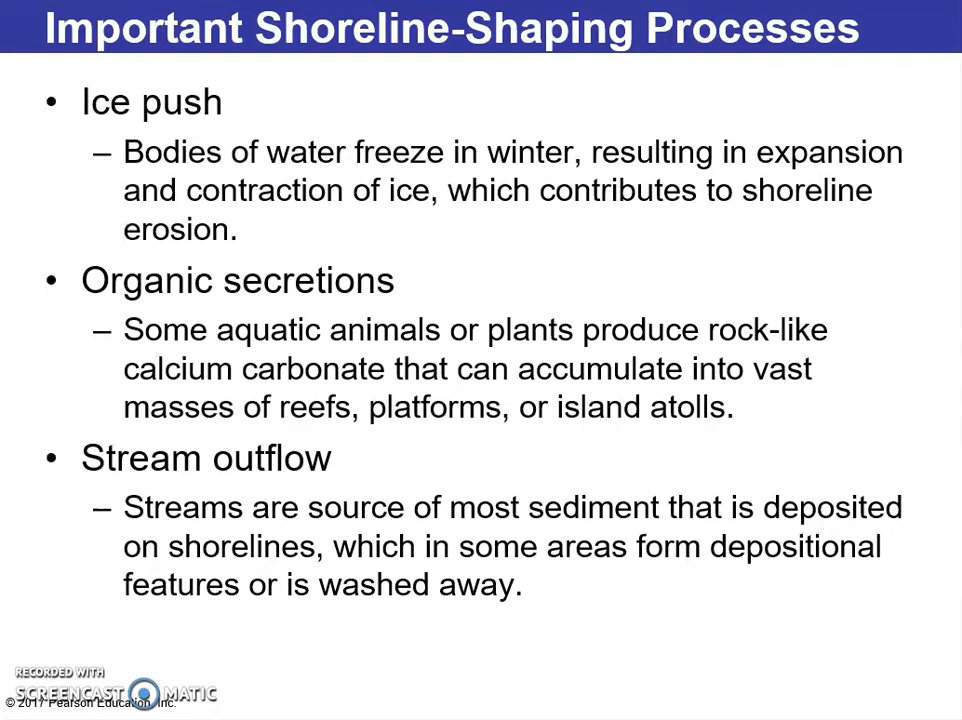 Important Shoreline-Shaping Processes
• Ice push
– Bodies of water freeze in winter, resulting in expansion
and contraction of ice, which contributes to shoreline
erosion.
• Organic secretions
– Some aquatic animals or plants produce rock-like
calcium carbonate that can accumulate into vast
masses of reefs, platforms, or island atolls.
• Stream outflow
– Streams are source of most sediment that is deposited
on shorelines, which in some areas form depositional
features or is washed away.
RECORDED WITH
SCREENCAST MATIC
© 2017 Pearson Education, Inc.